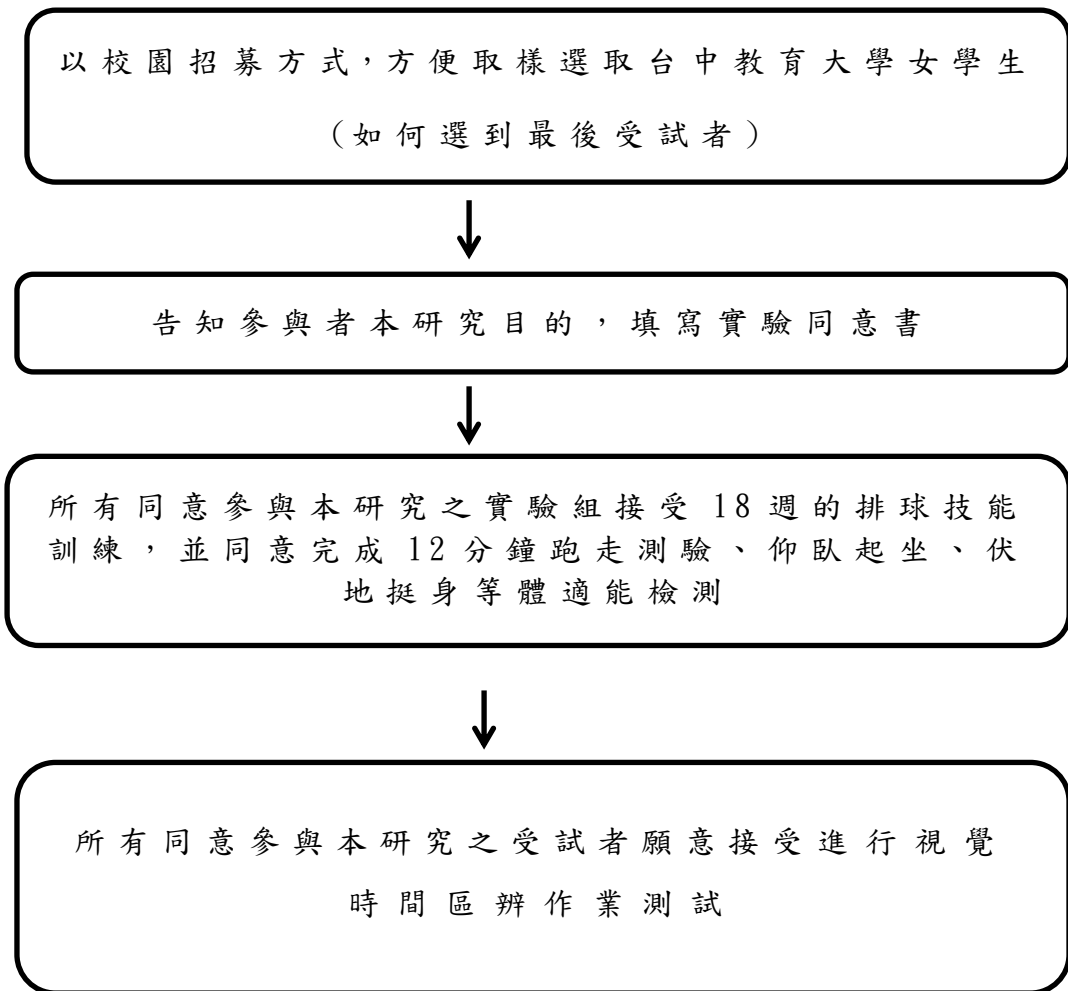 以校園招募方式，方便取樣選取台中教育大學女學生
（如何選到最後受試者）
告知參與者本研究目的，填寫實驗同意書
所有同意參與本研究之實驗組接受 18 週的排球技能
訓練，並同意完成 12 分鐘跑走測驗、仰臥起坐、伏
地挺身等體適能檢測
所有同意參與本研究之受試者願意接受進行視覺
時間區辨作業測試